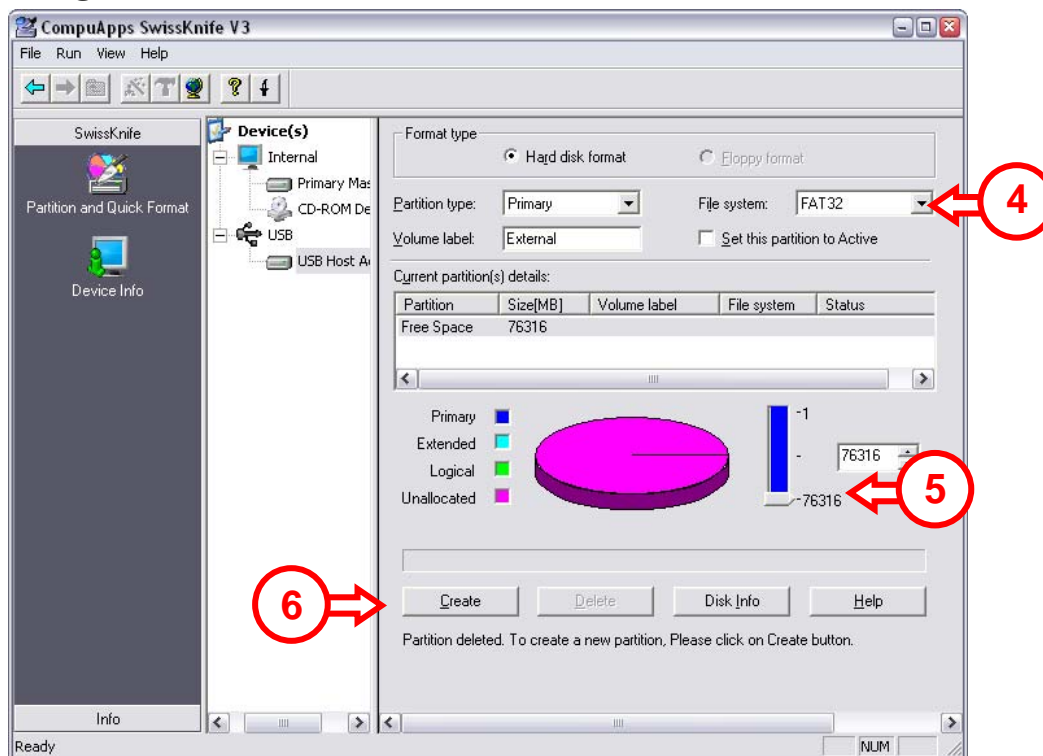 CompuApps SwissKnife V3
File Run View Help
SwissKnife
Partition and Quick Format
Device Info
Info
Device(s)
Internal
Primary Mas
CD-ROM De
USB
USB Host A
Format type
Hard disk format
Floppy format
Partition type: Primary
File system: FAT32
4
Volume label: External
Set this partition to Active
Current partition(s) details:
Partition Size[MB] Volume label File system Status
Free Space 76316
Primary
Extended
Logical
Unallocated
-1
-
-76316
76316
5
6
Create Delete Disk Info Help
Partition deleted. To create a new partition, Please click on Create button.
Ready
NUM